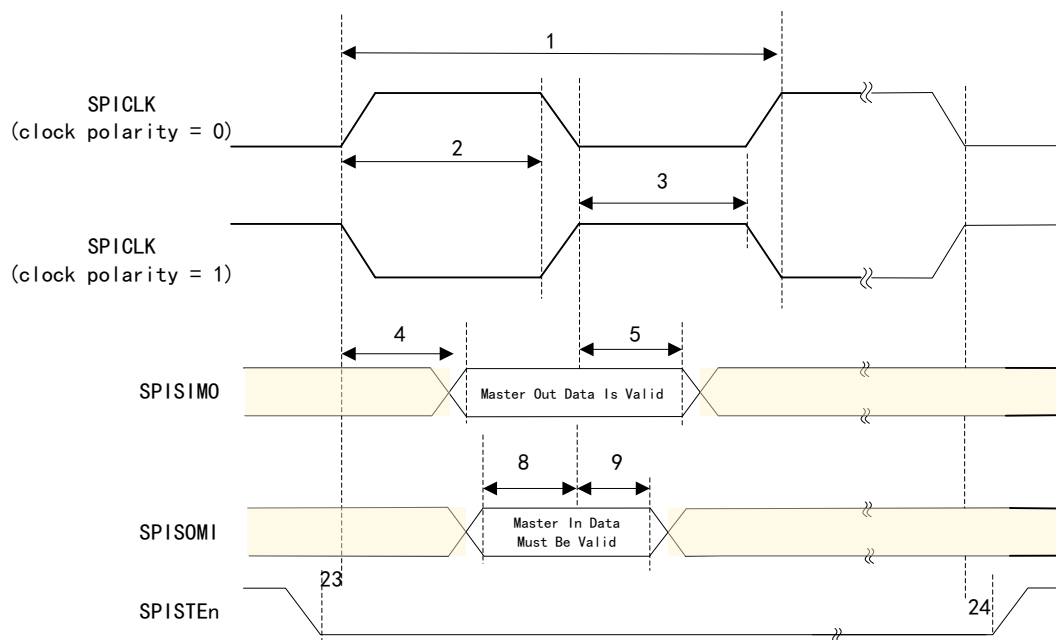 1
SPICLK
(clock polarity = 0)
2
3
SPICLK
(clock polarity = 1)
4
5
SPISIMO
Master Out Data Is Valid
8
9
SPISOMI
Master In Data
Must Be Valid
23
24
SPISTEn